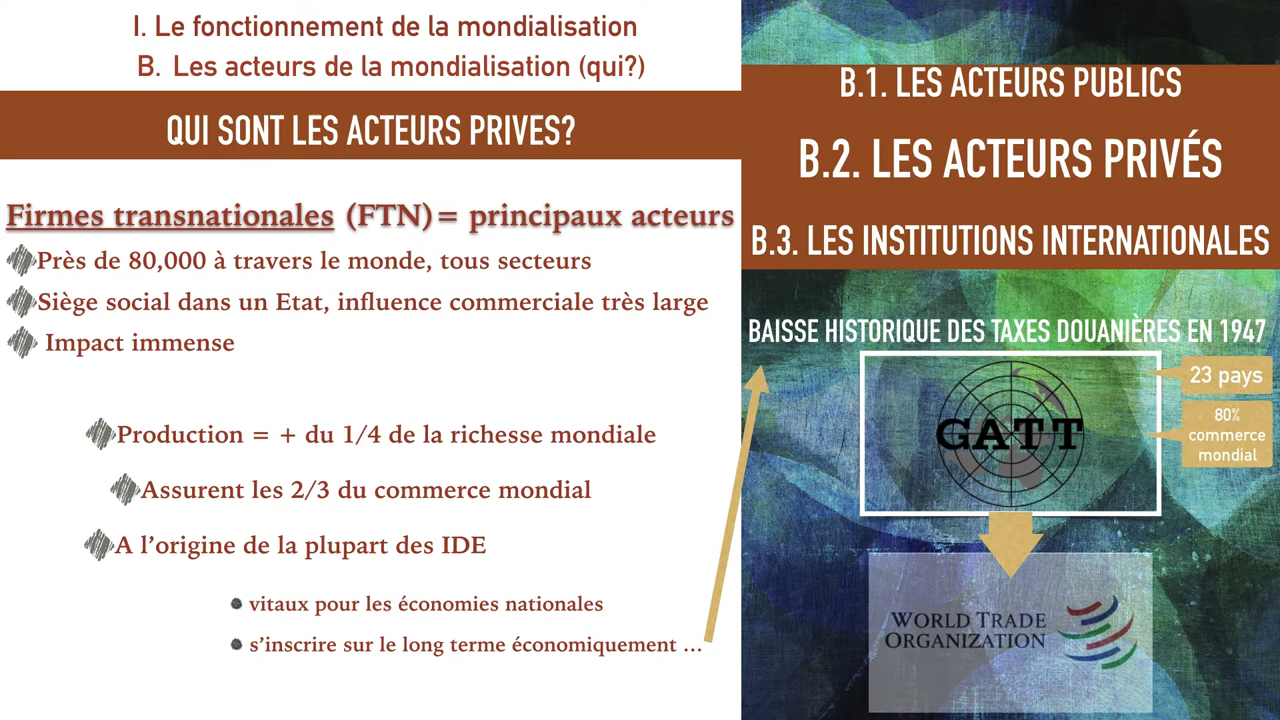 I. Le fonctionnement de la mondialisation
B. Les acteurs de la mondialisation (qui?)
QUI SONT LES ACTEURS PRIVES?
Firmes transnationales (FTN)= principaux acteurs
Près de 80,000 à travers le monde, tous secteurs
Siège social dans un Etat, influence commerciale très large
Impact immense
Production = + du 1/4 de la richesse mondiale
Assurent les 2/3 du commerce mondial
A l’origine de la plupart des IDE
vitaux pour les économies nationales
s’inscrire sur le long terme économiquement ...
B.1. LES ACTEURS PUBLICS
B.2. LES ACTEURS PRIVÉS
B.3. LES INSTITUTIONS INTERNATIONALES
BAISSE HISTORIQUE DES TAXES DOUANIÈRES EN 1947
GATT
23 pays
80%
commerce
mondial
WORLD TRADE
ORGANIZATION